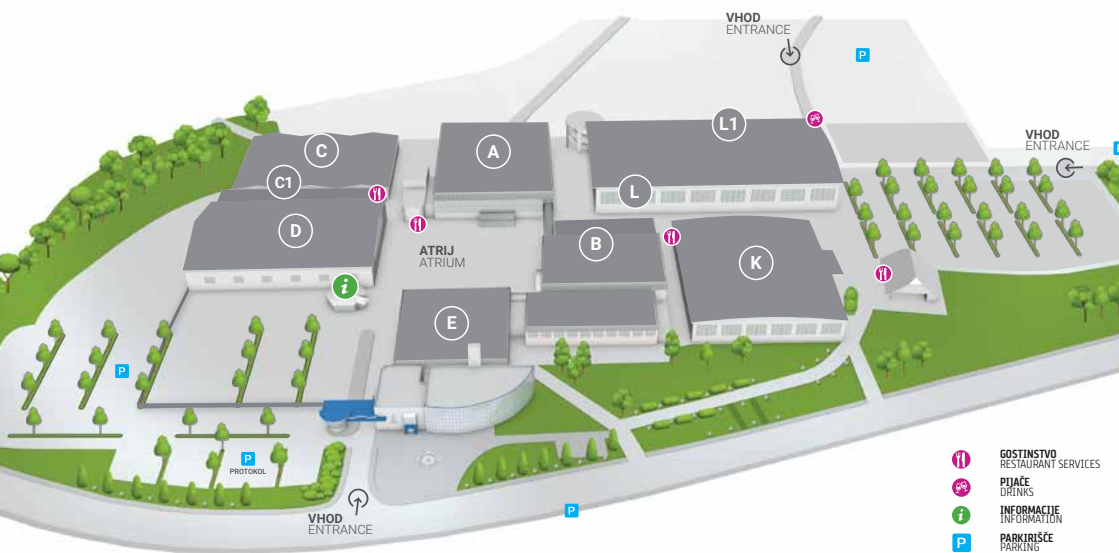 VHOD
ENTRANCE
P
L1
C
A
VHOD
ENTRANCE
C1
L
D
ATRIJ
ATRIUM
B
K
i
E
P
P
PROTOKOL
VHOD
ENTRANCE
P
GOSTINSTVO
RESTAURANT SERVICES
PIJAČE
DRINKS
i
INFORMACIJE
INFORMATION
P
PARKIRIŠČE
PARKING